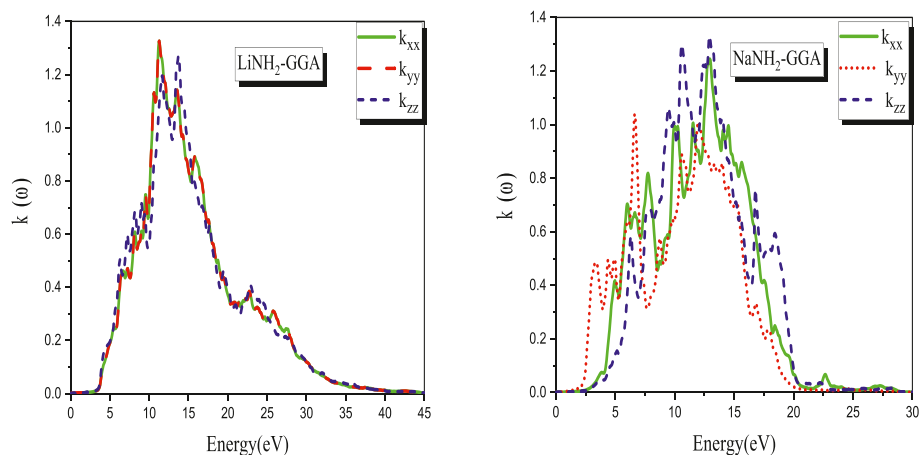 LiNH2-GGA
kxx
kyy
kzz
1.4
1.2
1.0
0.8
0.6
0.4
0.2
0.0
k (ω)
0 5 10 15 20 25 30 35 40 45
Energy(eV)
NaNH2-GGA
kxx
kyy
kzz
1.4
1.2
1.0
0.8
0.6
0.4
0.2
0.0
k (ω)
0 5 10 15 20 25 30
Energy(eV)